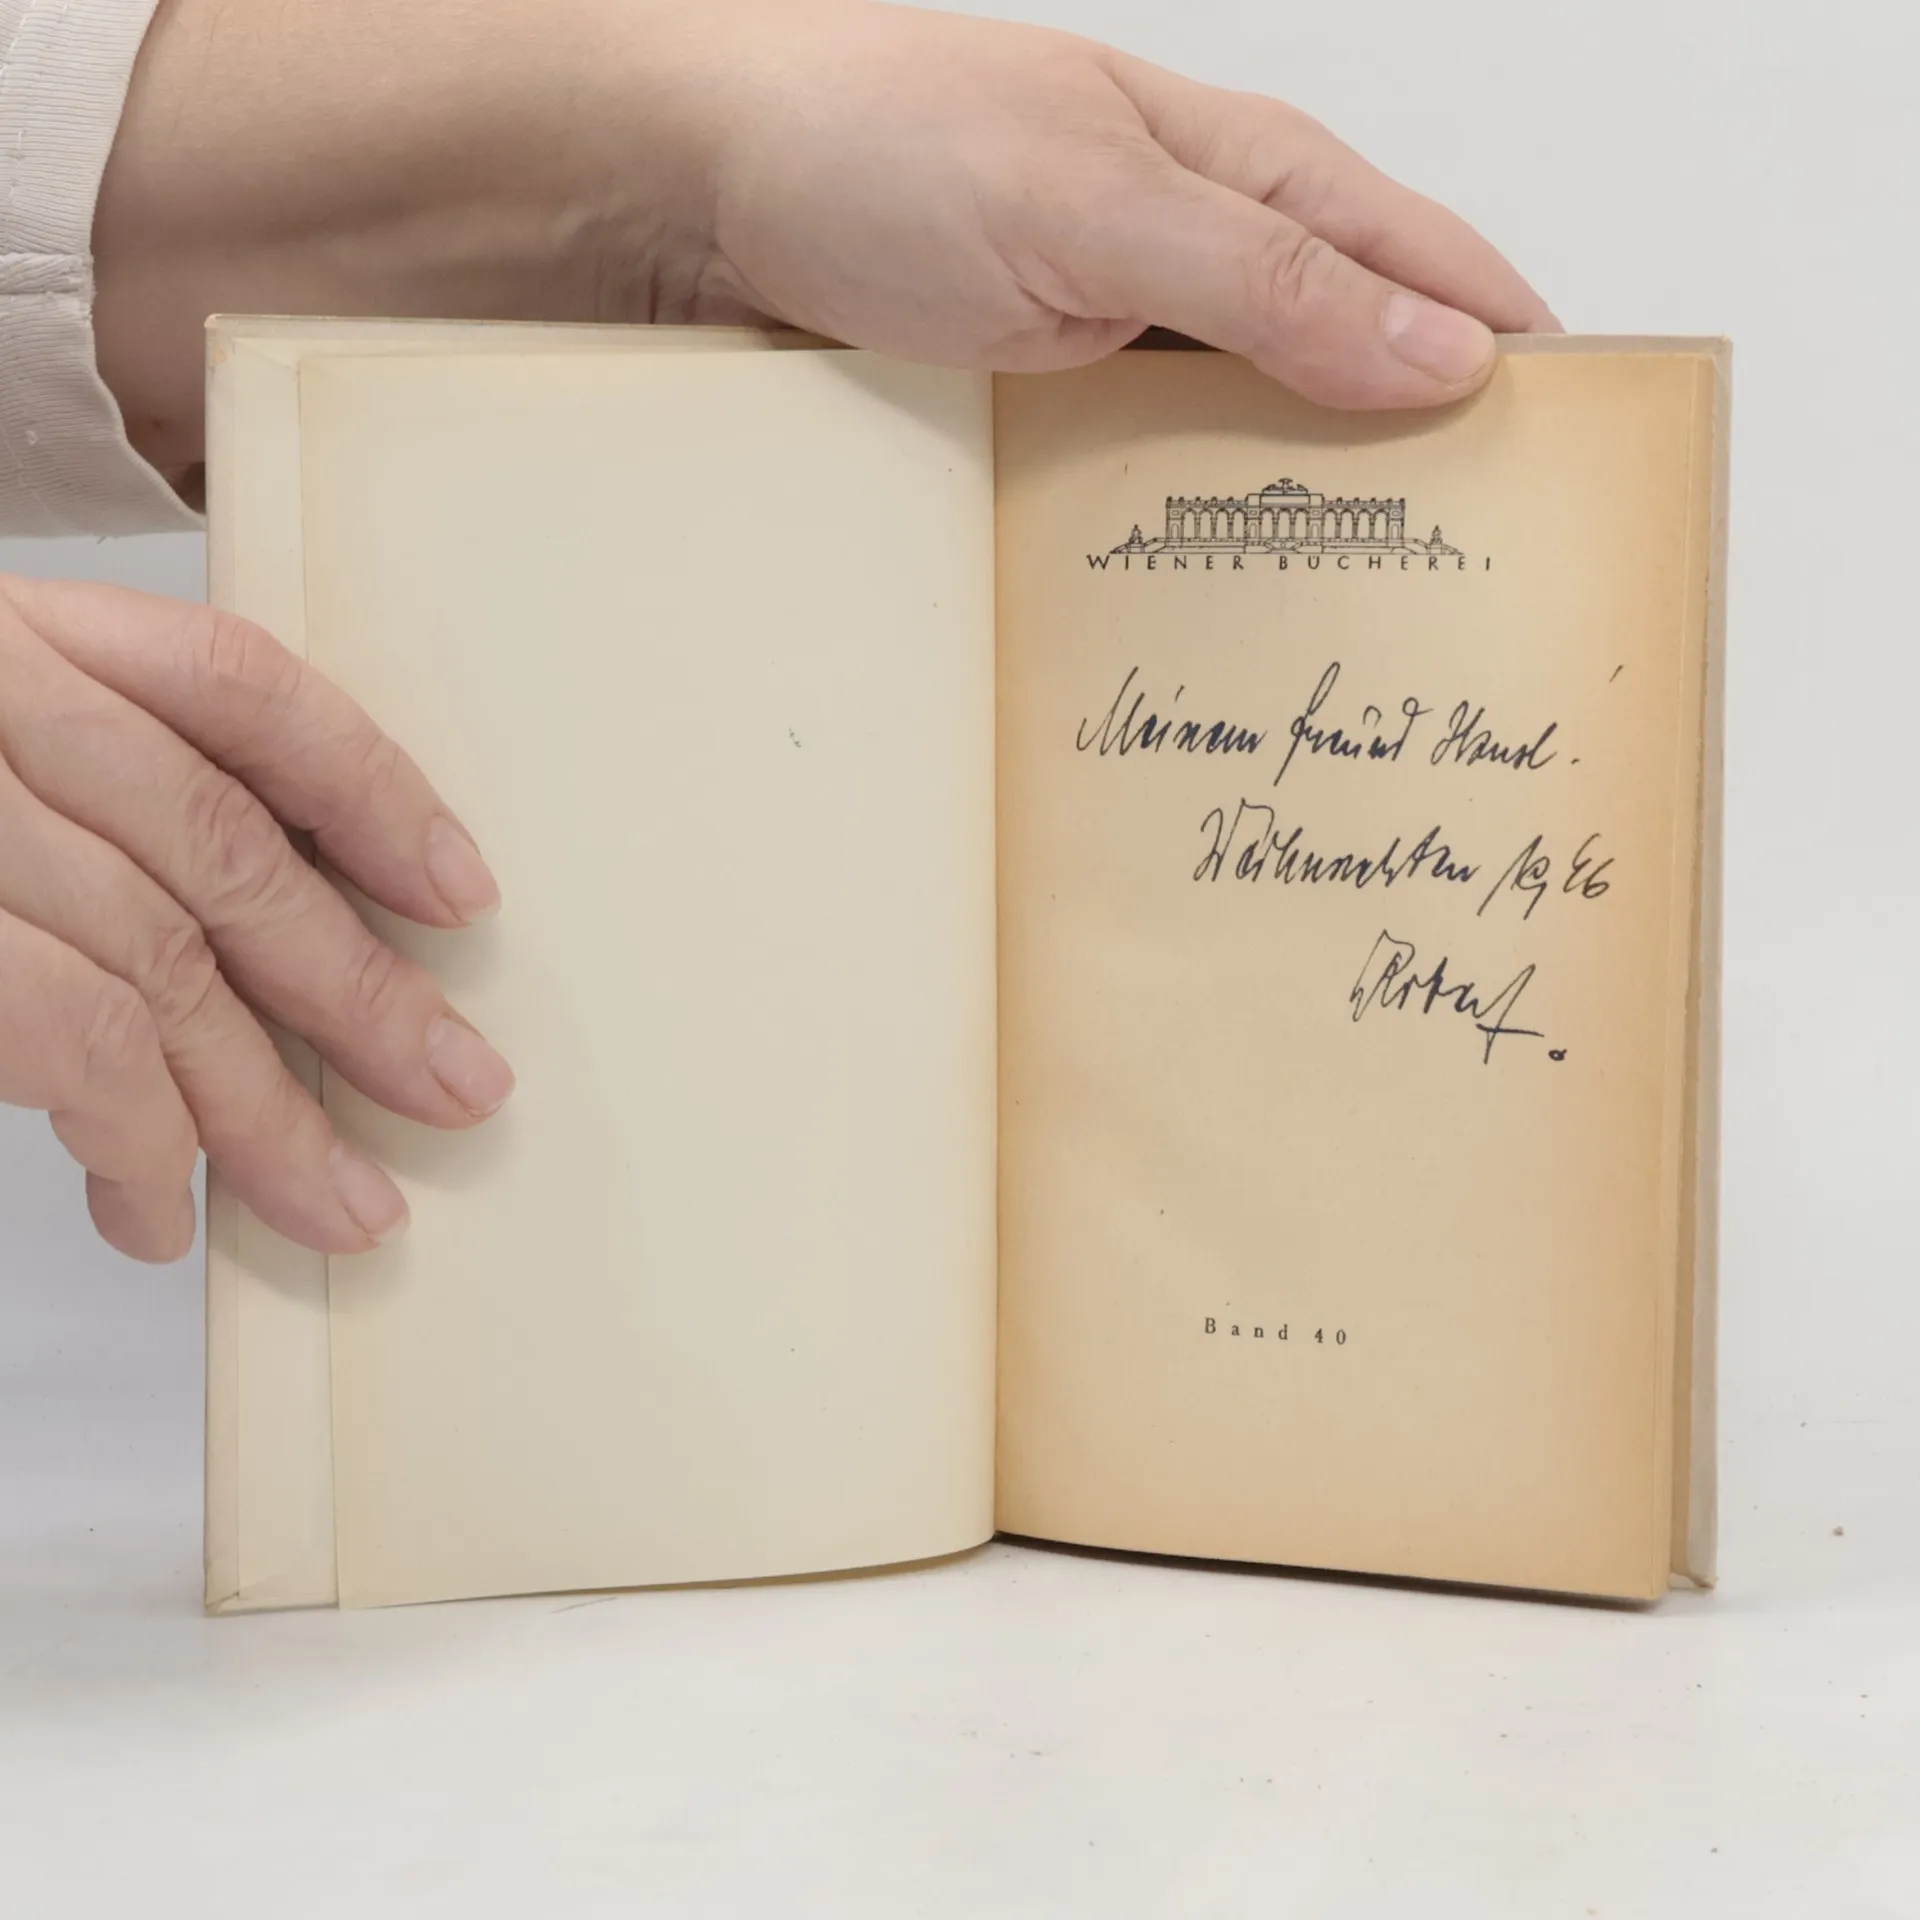 WIENER BÜCHEREI
Meinem Freund Hansl.
Weihnachten 1946
Band 40